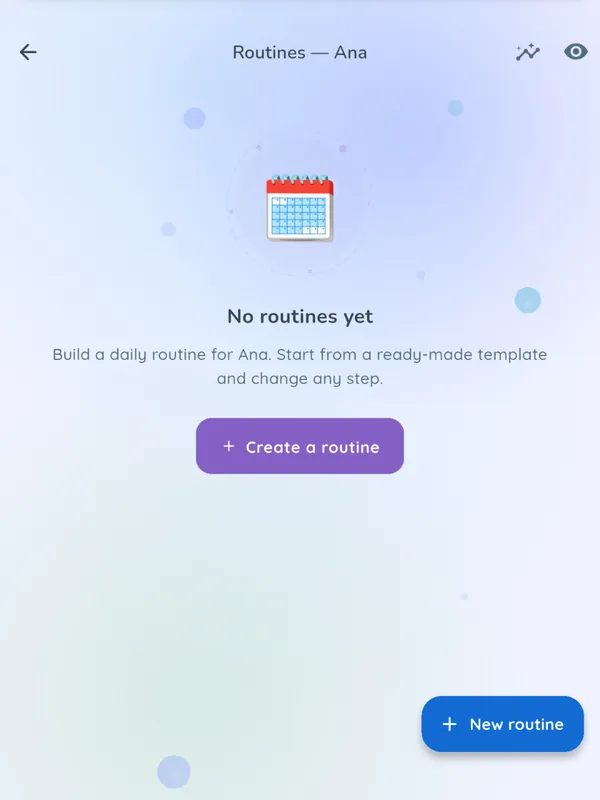 Routines — Ana
No routines yet
Build a daily routine for Ana. Start from a ready-made template
and change any step.
+ Create a routine
+ New routine